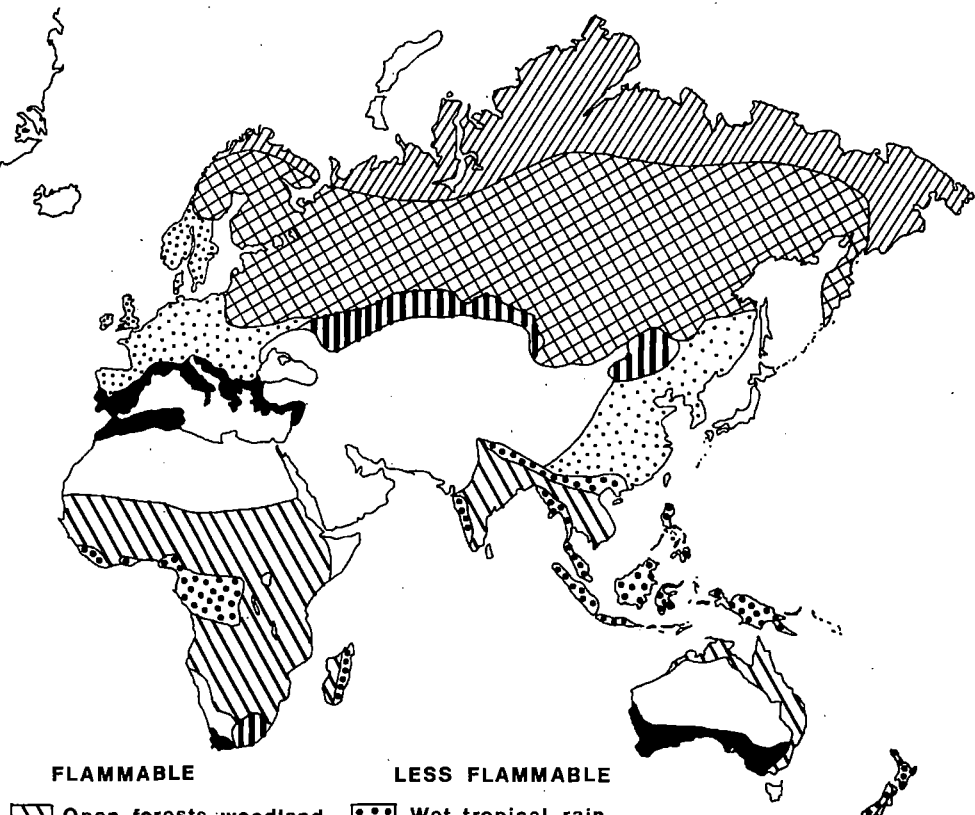 FLAMMABLE
LESS FLAMMABLE
Open forests woodland
Wet tropical rain